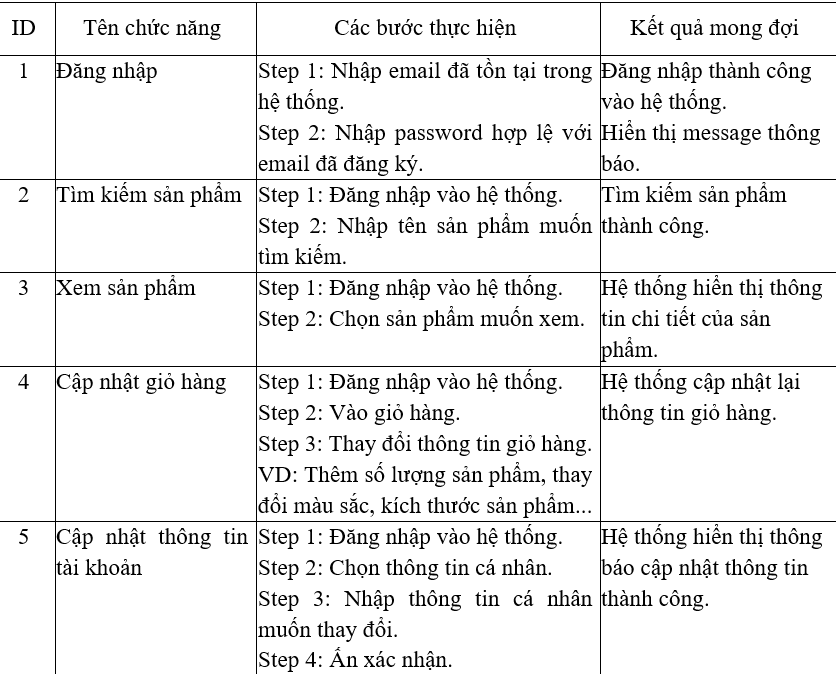 ID
Tên chức năng
Các bước thực hiện
Kết quả mong đợi
1
Đăng nhập
Step 1: Nhập email đã tồn tại trong
hệ thống.
Step 2: Nhập password hợp lệ với
email đã đăng ký.
Đăng nhập thành công
vào hệ thống.
Hiển thị message thông
báo.
2
Tìm kiếm sản phẩm
Step 1: Đăng nhập vào hệ thống.
Step 2: Nhập tên sản phẩm muốn
tìm kiếm.
Tìm kiếm sản phẩm
thành công.
3
Xem sản phẩm
Step 1: Đăng nhập vào hệ thống.
Step 2: Chọn sản phẩm muốn xem.
Hệ thống hiển thị thông
tin chi tiết của sản
phẩm.
4
Cập nhật giỏ hàng
Step 1: Đăng nhập vào hệ thống.
Step 2: Vào giỏ hàng.
Step 3: Thay đổi thông tin giỏ hàng.
VD: Thêm số lượng sản phẩm, thay
đổi màu sắc, kích thước sản phẩm...
Hệ thống cập nhật lại
thông tin giỏ hàng.
5
Cập nhật thông tin
tài khoản
Step 1: Đăng nhập vào hệ thống.
Step 2: Chọn thông tin cá nhân.
Step 3: Nhập thông tin cá nhân
muốn thay đổi.
Step 4: Ấn xác nhận.
Hệ thống hiển thị thông
báo cập nhật thông tin
thành công.